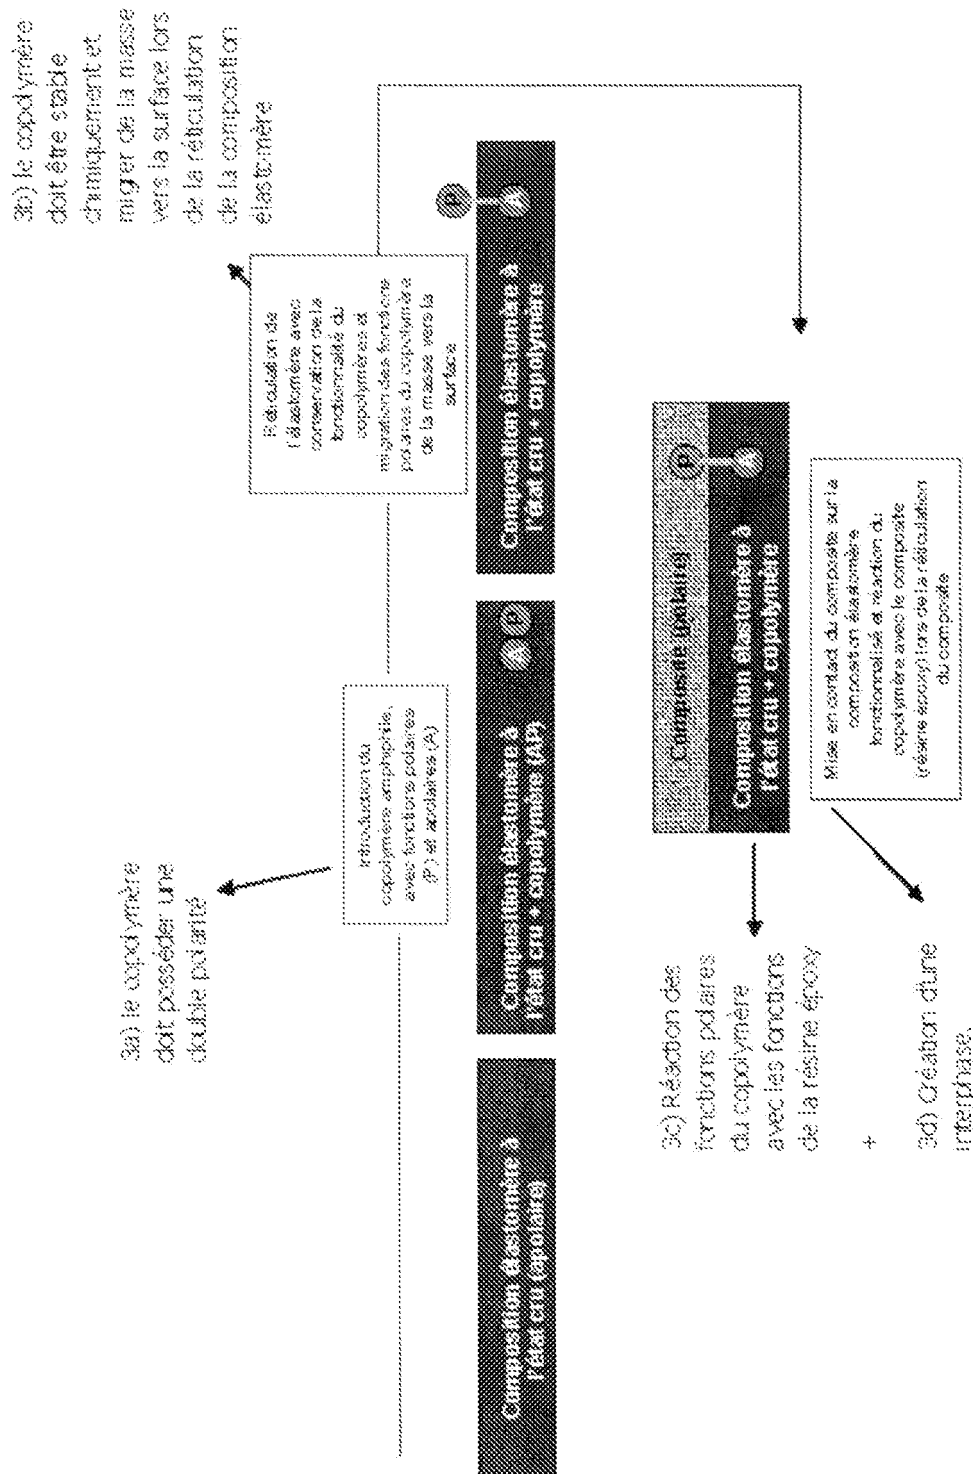 3a) le copolymère
doit posséder une
double polarité
3b) le copolymère
doit être stable
chimiquement et
migrer de la masse
vers la surface lors
de la réticulation
de la composition
élastomère
Introduction du
copolymère amphiphile,
avec fonctions polaires
(P) et apolaires (A)
Réticulation de
l'élastomère avec
conservation de la
fonctionnalité du
copolymères et
migration des fonctions
polaires du copolymère
de la masse vers la
surface
Composition élastomère à
l'état cru (apolaire)
Composition élastomère à
l'état cru + copolymère (AP)
A P
P
Composition élastomère à
l'état cru + copolymère
A
3c) Réaction des
fonctions polaires
du copolymère
avec les fonctions
de la résine époxy
+
3d) Création d'une
interphase.
Composite (polaire)
P
Composition élastomère à
l'état cru + copolymère
A
Mise en contact du composite sur la
composition élastomère
fonctionnalisé et réaction du
copolymère avec le composite
(résine époxy) lors de la réticulation
du composite